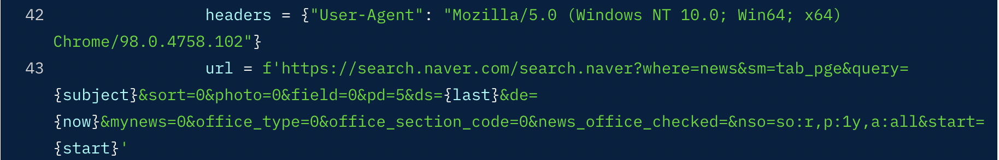 42 headers = {"User-Agent": "Mozilla/5.0 (Windows NT 10.0; Win64; x64)
Chrome/98.0.4758.102"}
43 url = f'https://search.naver.com/search.naver?where=news&sm=tab_pge&query=
{subject}&sort=0&photo=0&field=0&pd=5&ds={last}&de=
{now}&mynews=0&office_type=0&office_section_code=0&news_office_checked=&nso=so:r,p:1y,a:all&start=
{start}'